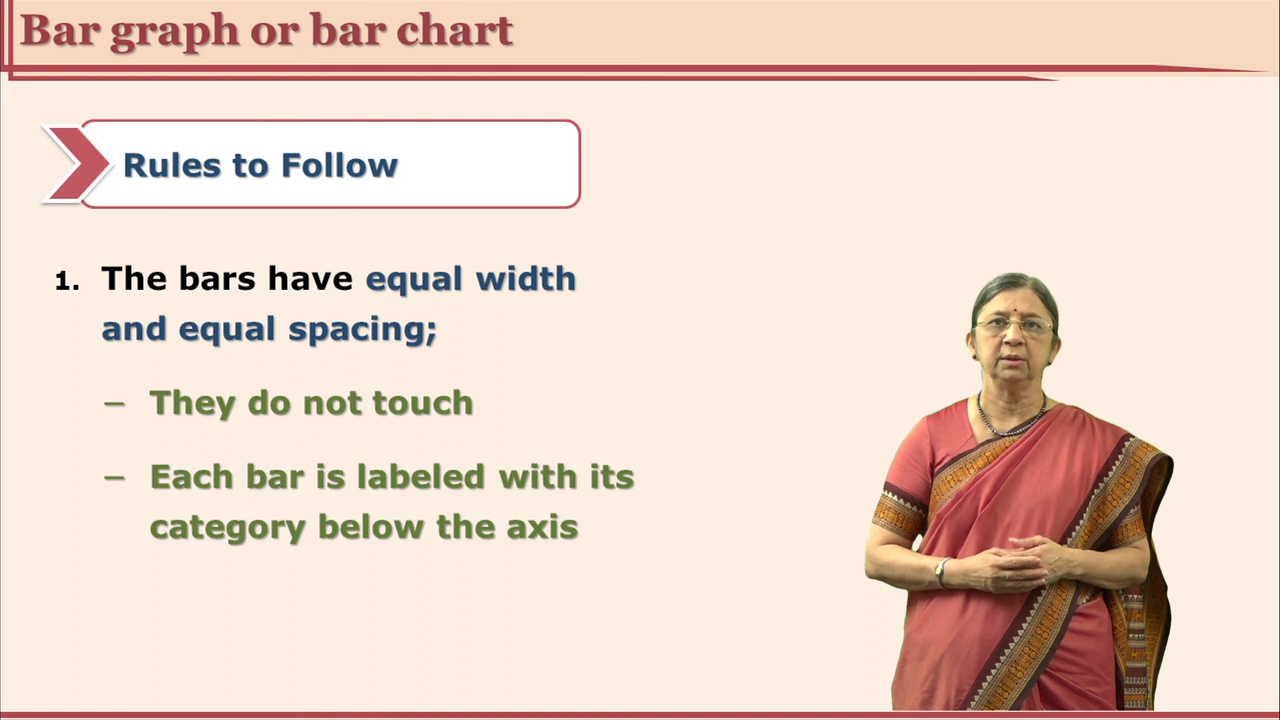 Bar graph or bar chart
Rules to Follow
1. The bars have equal width
and equal spacing;
– They do not touch
– Each bar is labeled with its
category below the axis